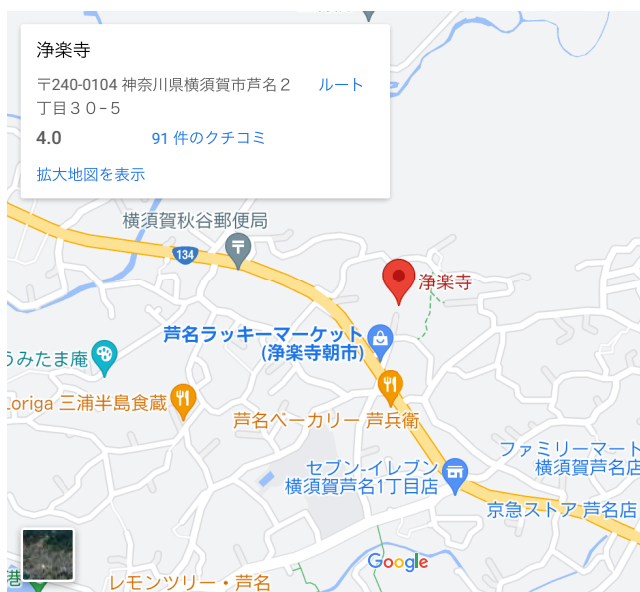 浄楽寺
〒240-0104 神奈川県横須賀市芦名２
丁目３０−５
ルート
4.0
91 件のクチコミ
拡大地図を表示
横須賀秋谷郵便局
134
浄楽寺
芦名ラッキーマーケット
(浄楽寺朝市)
うみたま庵
Loriga 三浦半島食蔵
芦名ベーカリー 芦兵衛
ファミリーマート
横須賀芦名店
セブン-イレブン
横須賀芦名1丁目店
京急ストア 芦名店
Google
港
レモンツリー・芦名